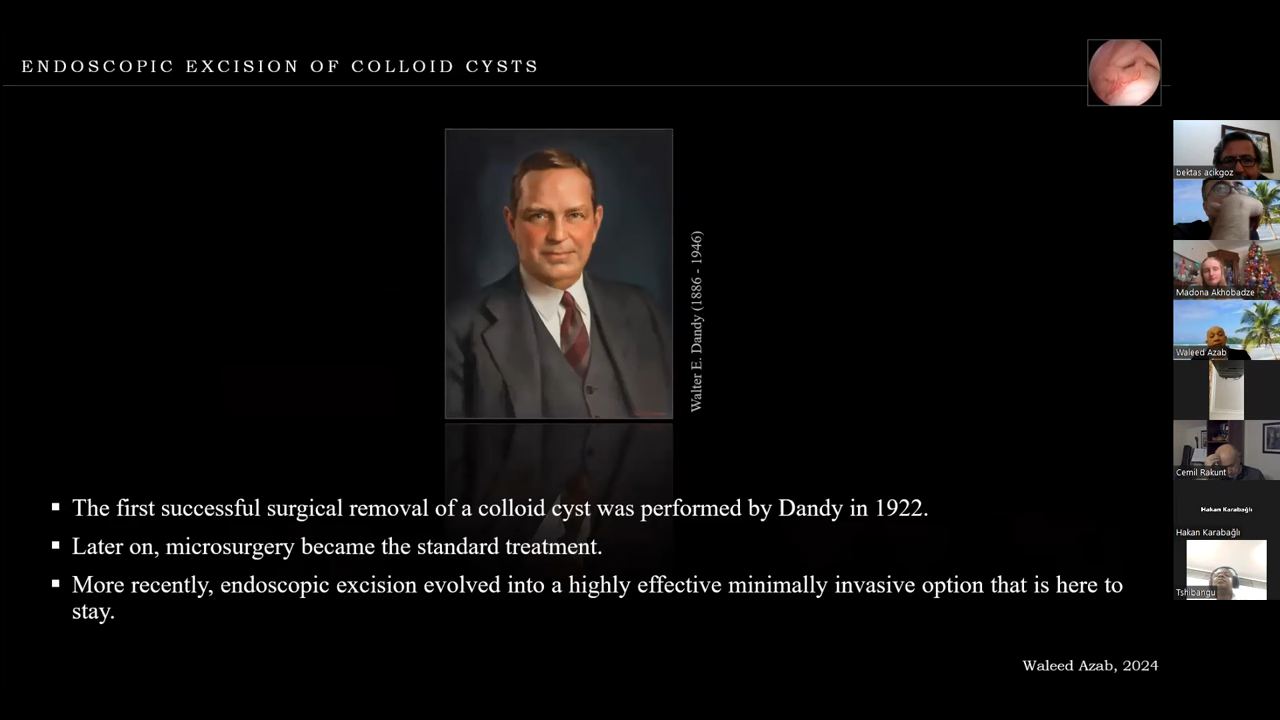 ENDOSCOPIC EXCISION OF COLLOID CYSTS
Walter E. Dandy (1886 - 1946)
▪ The first successful surgical removal of a colloid cyst was performed by Dandy in 1922.
▪ Later on, microsurgery became the standard treatment.
▪ More recently, endoscopic excision evolved into a highly effective minimally invasive option that is here to
stay.
Waleed Azab, 2024
bektas acikgoz
Madona Akhobadze
Waleed Azab
Cemil Rakunt
Hakan Karabağlı
Hakan Karabağlı
Tshibangu